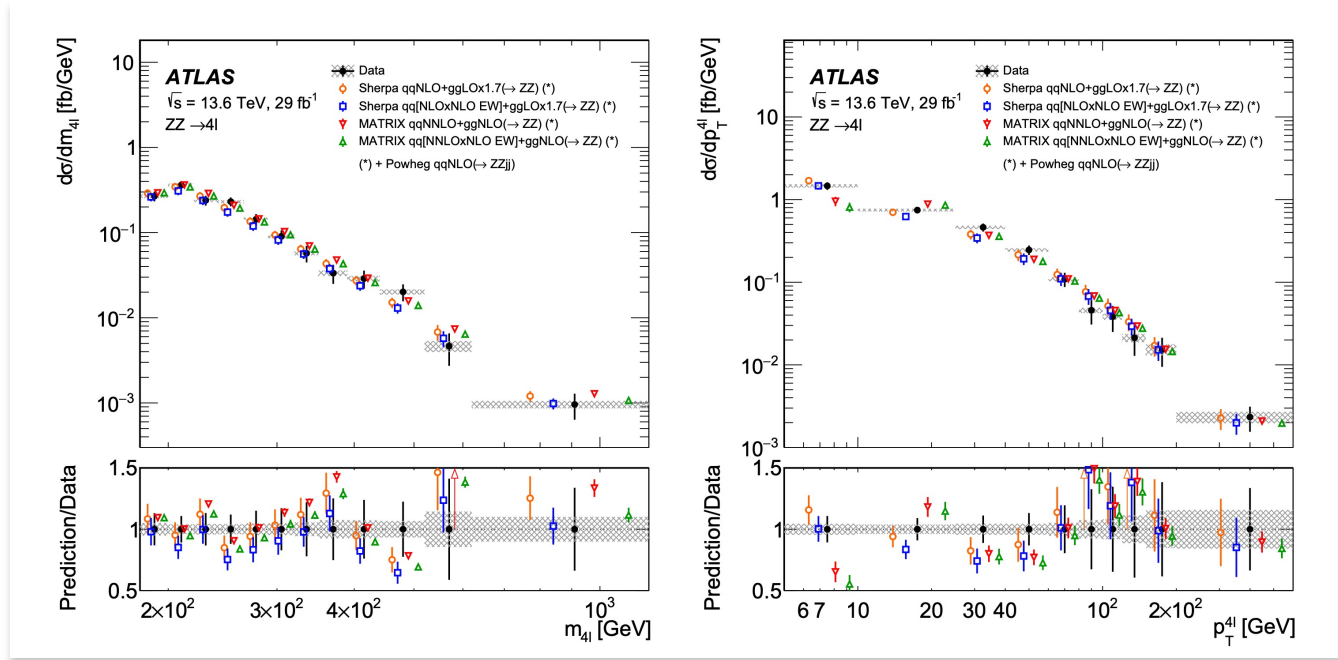 dσ/dm4l [fb/GeV]
10
1
10⁻¹
10⁻²
10⁻³
ATLAS
√s = 13.6 TeV, 29 fb⁻¹
ZZ →4l
Data
Sherpa qqNLO+ggLOx1.7(→ ZZ) (*)
Sherpa qq[NLOxNLO EW]+ggLOx1.7(→ ZZ) (*)
MATRIX qqNNLO+ggNLO(→ ZZ) (*)
MATRIX qq[NNLOxNLO EW]+ggNLO(→ ZZ) (*)
(*) + Powheg qqNLO(→ ZZjj)
Prediction/Data
1.5
1
0.5
2×10² 3×10² 4×10² 10³
m4l [GeV]
dσ/dpT4l [fb/GeV]
10
1
10⁻¹
10⁻²
10⁻³
ATLAS
√s = 13.6 TeV, 29 fb⁻¹
ZZ →4l
Data
Sherpa qqNLO+ggLOx1.7(→ ZZ) (*)
Sherpa qq[NLOxNLO EW]+ggLOx1.7(→ ZZ) (*)
MATRIX qqNNLO+ggNLO(→ ZZ) (*)
MATRIX qq[NNLOxNLO EW]+ggNLO(→ ZZ) (*)
(*) + Powheg qqNLO(→ ZZjj)
Prediction/Data
1.5
1
0.5
6 7 10 20 30 40 10² 2×10²
pT4l [GeV]